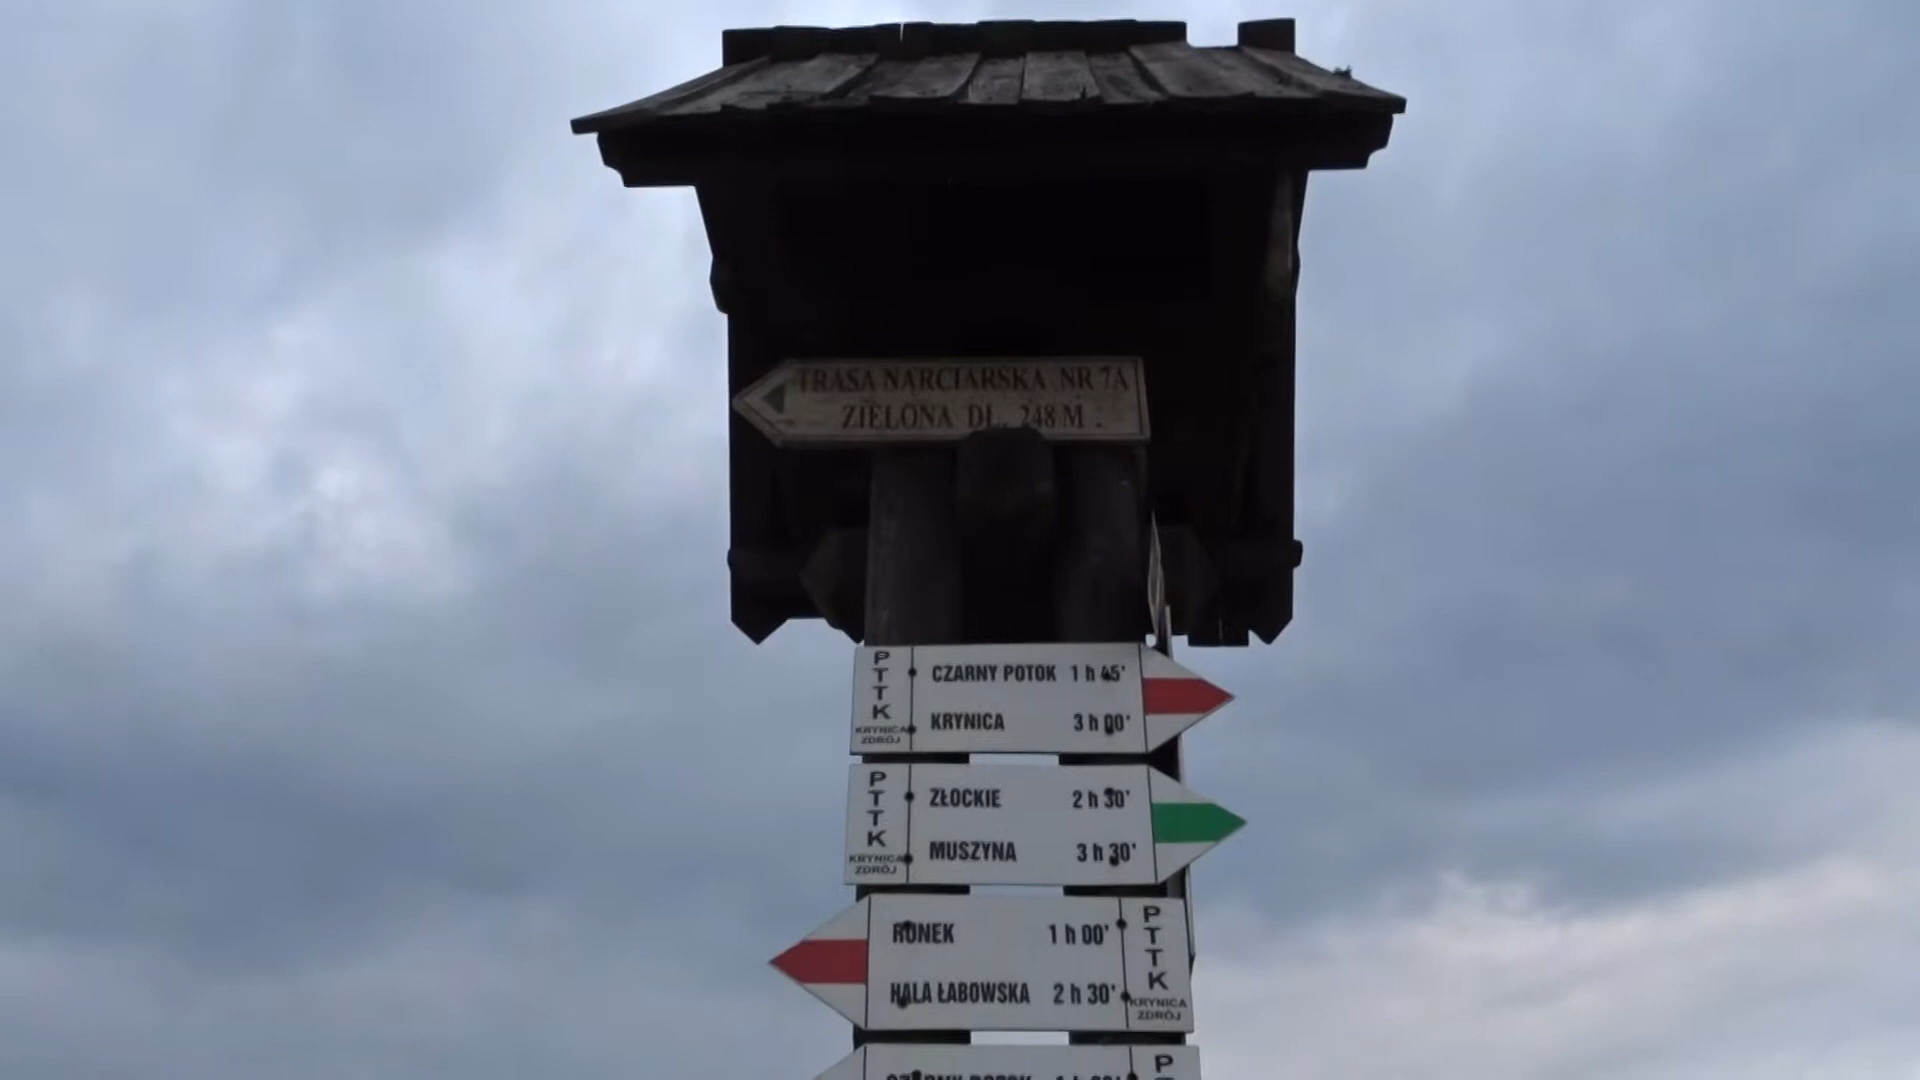 TRASA NARCIARSKA NR 7A
ZIELONA DŁ. 248 M.
PTTK
KRYNICA
ZDRÓJ
CZARNY POTOK 1 h 45'
KRYNICA 3 h 00'
PTTK
KRYNICA
ZDRÓJ
ZŁOCKIE 2 h 30'
MUSZYNA 3 h 30'
RUNEK 1 h 00'
HALA ŁABOWSKA 2 h 30'
PTTK
KRYNICA
ZDRÓJ